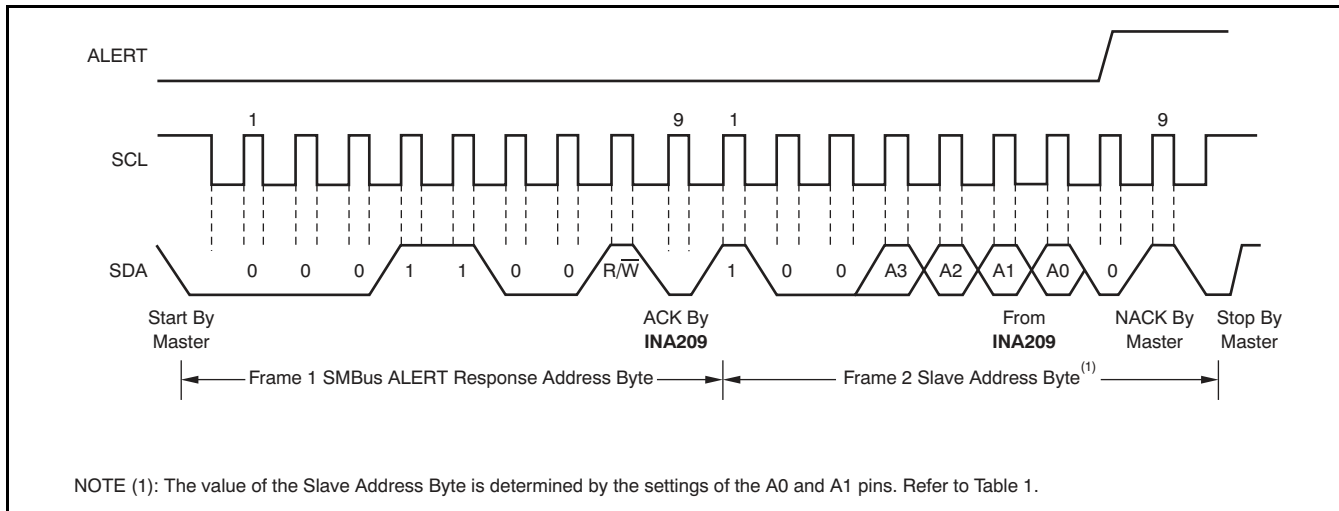 ALERT
1 9 1 9
SCL
SDA 0 0 0 1 1 0 0 R/W̅ 1 0 0 A3 A2 A1 A0 0
Start By ACK By From NACK By Stop By
Master INA209 INA209 Master Master
Frame 1 SMBus ALERT Response Address Byte Frame 2 Slave Address Byte(1)
NOTE (1): The value of the Slave Address Byte is determined by the settings of the A0 and A1 pins. Refer to Table 1.